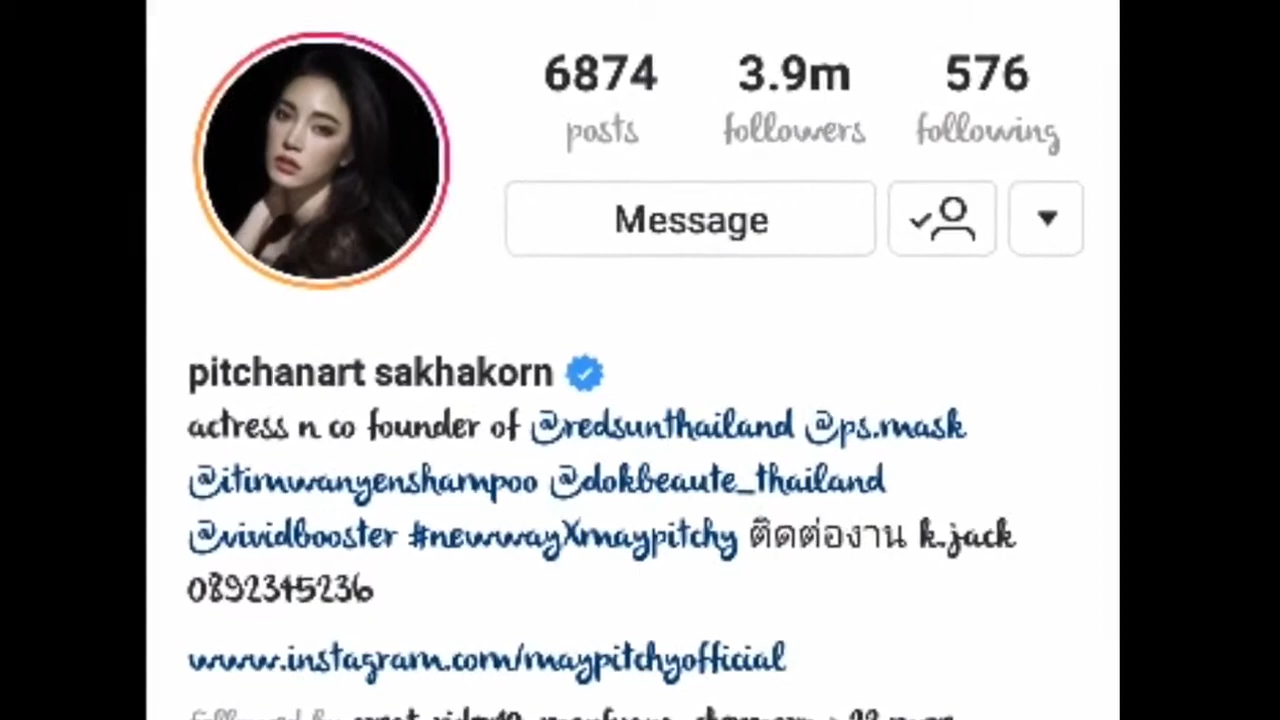 6874 3.9m 576
posts followers following
Message
pitchanart sakhakorn
actress n co founder of @redsunthailand @ps.mask
@itimwanyenshampoo @dokbeaute_thailand
@vividbooster #newwayXmaypitchy ติดต่องาน k.jack
0892345236
www.instagram.com/maypitchyofficial